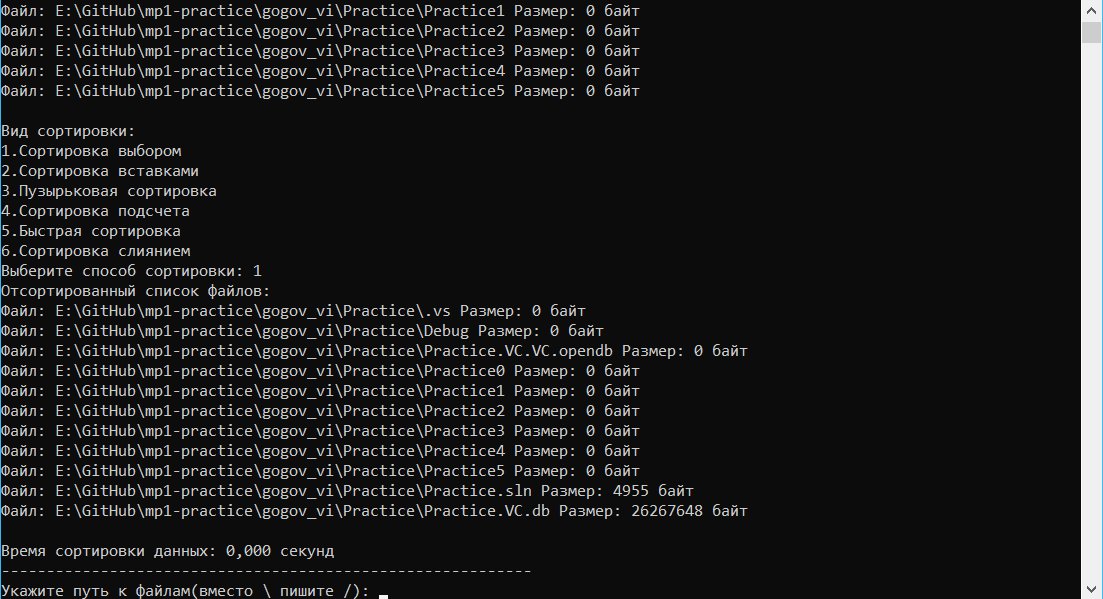 Файл: E:\GitHub\mp1-practice\gogov_vi\Practice\Practice1 Размер: 0 байт
Файл: E:\GitHub\mp1-practice\gogov_vi\Practice\Practice2 Размер: 0 байт
Файл: E:\GitHub\mp1-practice\gogov_vi\Practice\Practice3 Размер: 0 байт
Файл: E:\GitHub\mp1-practice\gogov_vi\Practice\Practice4 Размер: 0 байт
Файл: E:\GitHub\mp1-practice\gogov_vi\Practice\Practice5 Размер: 0 байт
Вид сортировки:
1.Сортировка выбором
2.Сортировка вставками
3.Пузырьковая сортировка
4.Сортировка подсчета
5.Быстрая сортировка
6.Сортировка слиянием
Выберите способ сортировки: 1
Отсортированный список файлов:
Файл: E:\GitHub\mp1-practice\gogov_vi\Practice\.vs Размер: 0 байт
Файл: E:\GitHub\mp1-practice\gogov_vi\Practice\Debug Размер: 0 байт
Файл: E:\GitHub\mp1-practice\gogov_vi\Practice\Practice.VC.VC.opendb Размер: 0 байт
Файл: E:\GitHub\mp1-practice\gogov_vi\Practice\Practice0 Размер: 0 байт
Файл: E:\GitHub\mp1-practice\gogov_vi\Practice\Practice1 Размер: 0 байт
Файл: E:\GitHub\mp1-practice\gogov_vi\Practice\Practice2 Размер: 0 байт
Файл: E:\GitHub\mp1-practice\gogov_vi\Practice\Practice3 Размер: 0 байт
Файл: E:\GitHub\mp1-practice\gogov_vi\Practice\Practice4 Размер: 0 байт
Файл: E:\GitHub\mp1-practice\gogov_vi\Practice\Practice5 Размер: 0 байт
Файл: E:\GitHub\mp1-practice\gogov_vi\Practice\Practice.sln Размер: 4955 байт
Файл: E:\GitHub\mp1-practice\gogov_vi\Practice\Practice.VC.db Размер: 26267648 байт
Время сортировки данных: 0,000 секунд
-----------------------------------------------------------
Укажите путь к файлам(вместо \ пишите /):